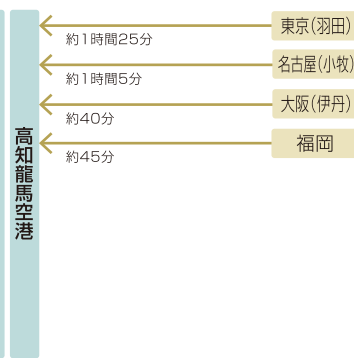 東京(羽田)
約1時間25分
名古屋(小牧)
約1時間5分
大阪(伊丹)
約40分
福岡
約45分
高知龍馬空港